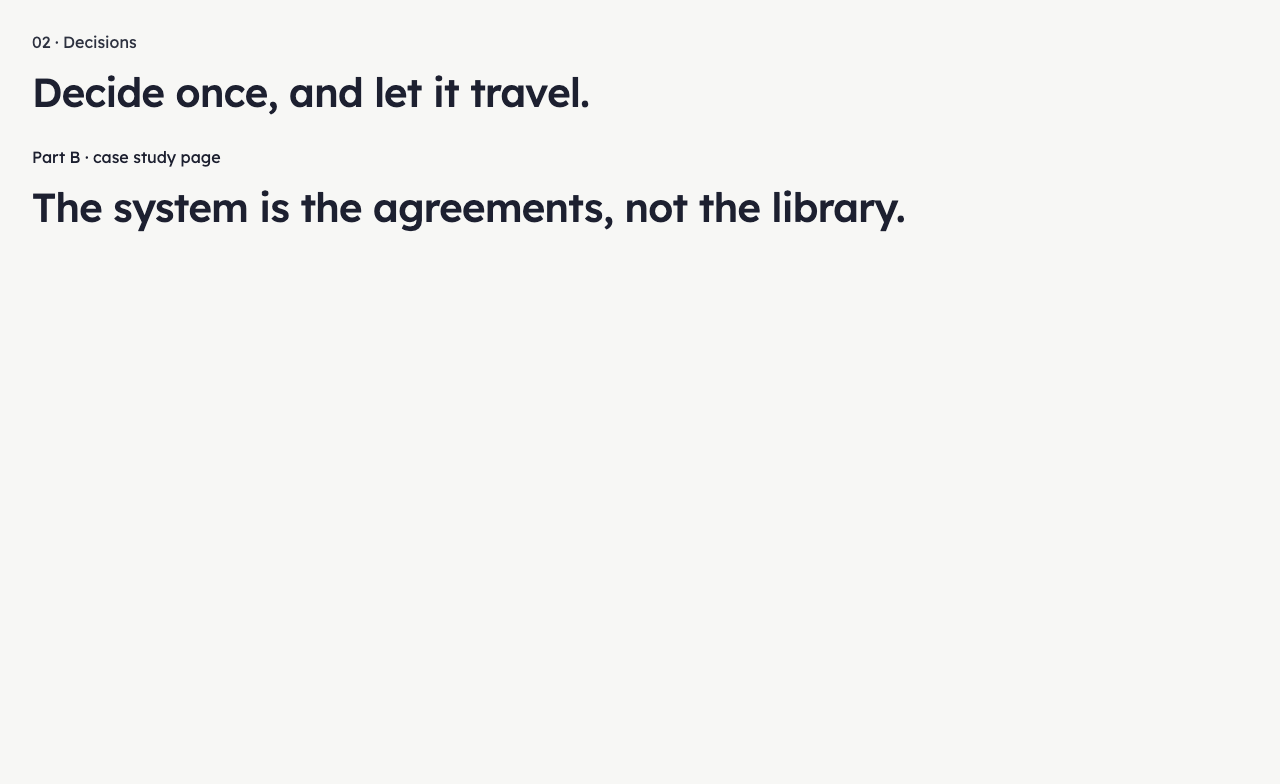 02 · Decisions
Decide once, and let it travel.
Part B · case study page
The system is the agreements, not the library.